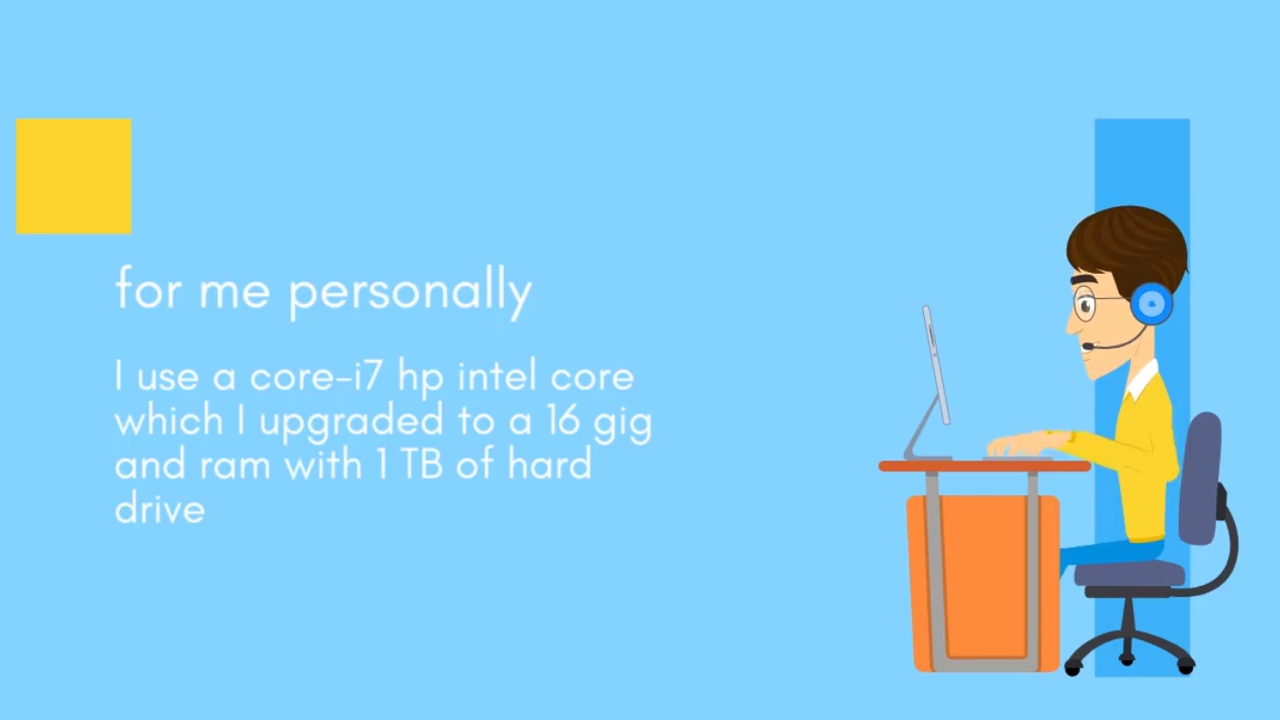 for me personally
I use a core-i7 hp intel core
which I upgraded to a 16 gig
and ram with 1 TB of hard
drive